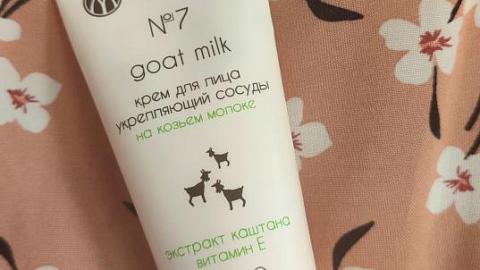 №7
goat milk
крем для лица
укрепляющий сосуды
на козьем молоке
экстракт каштана
витамин Е